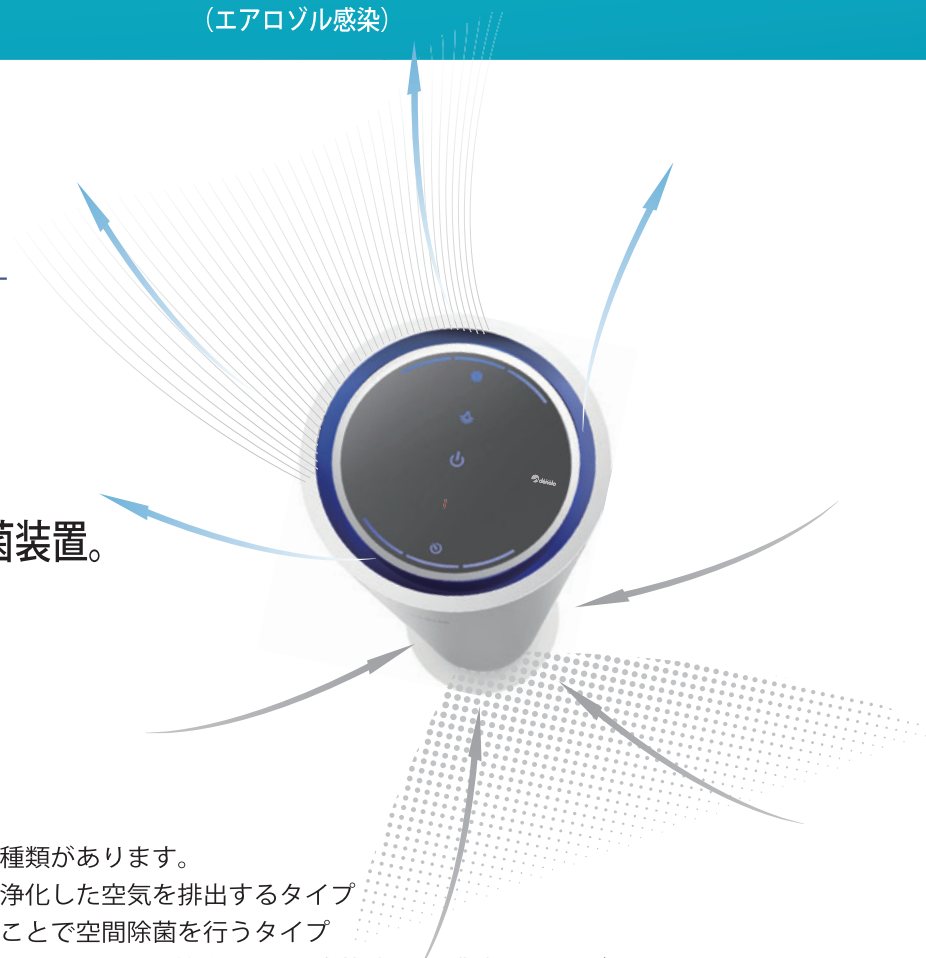 （エアロゾル感染）
菌装置。
種類があります。
浄化した空気を排出するタイプ
ことで空間除菌を行うタイプ